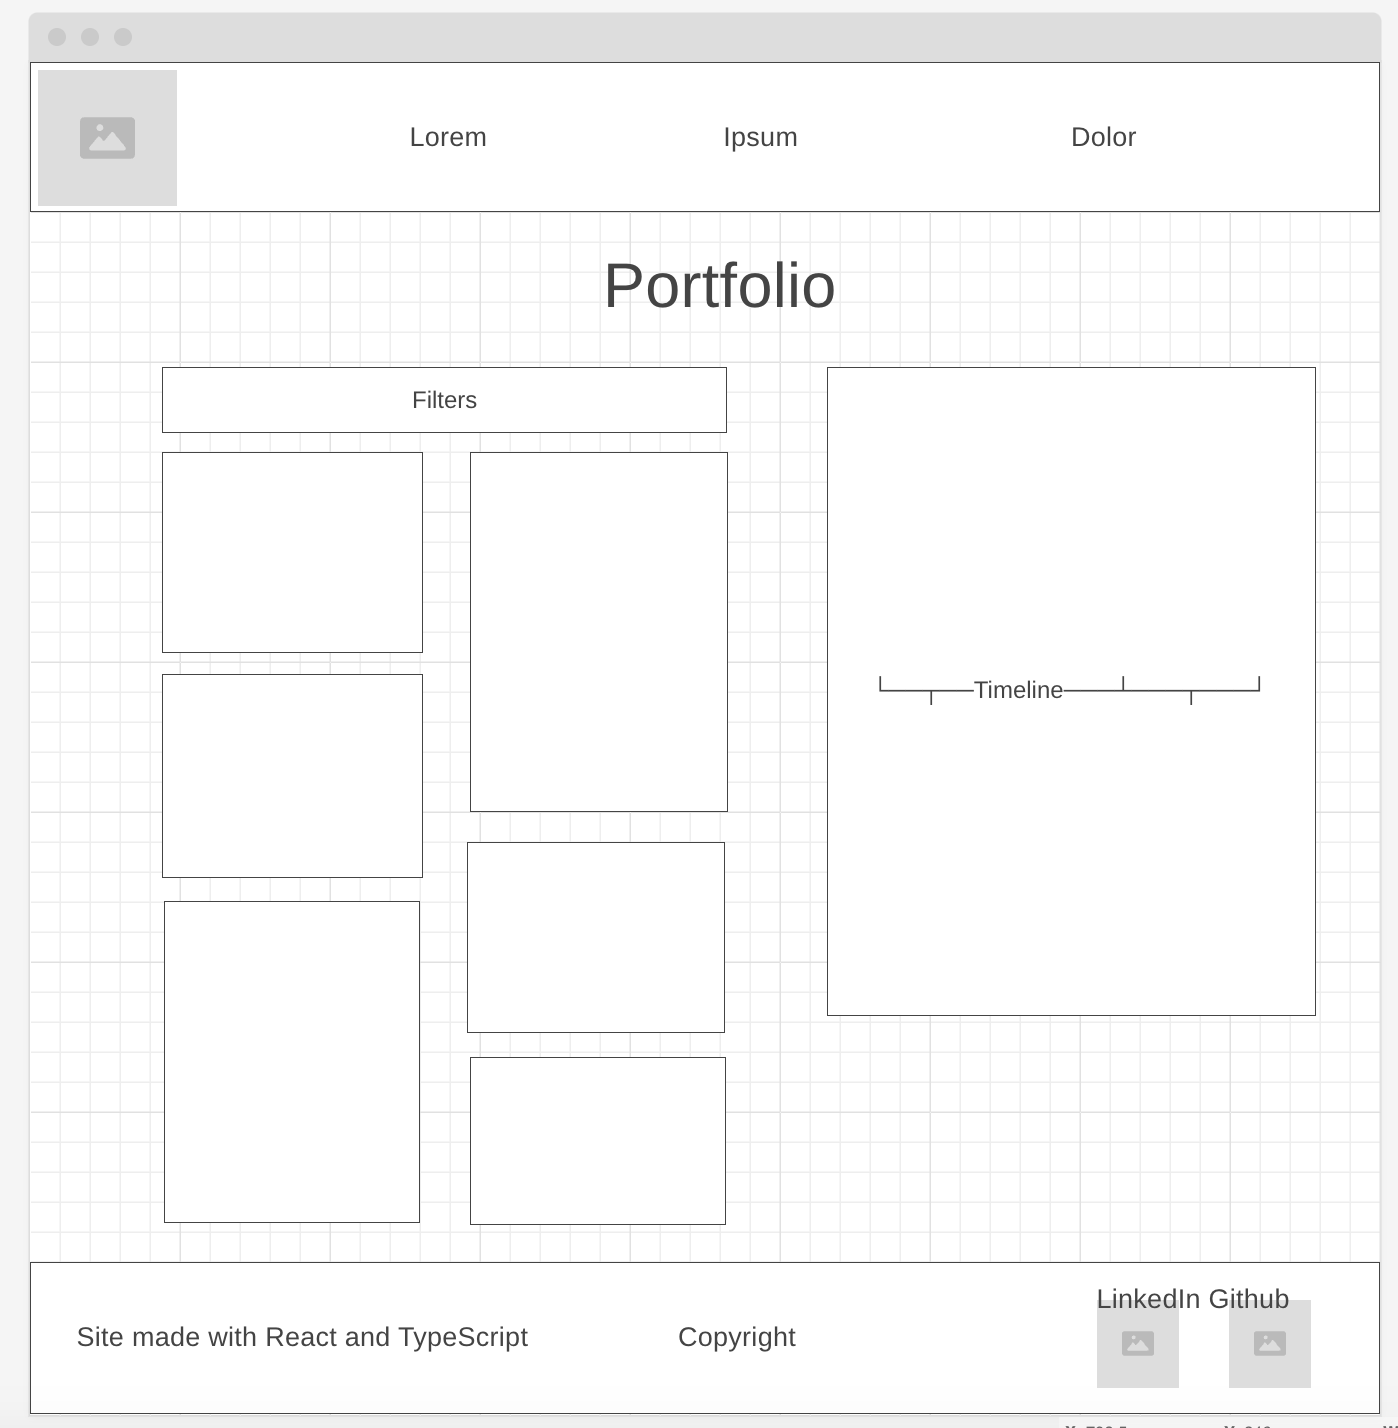 Lorem Ipsum Dolor
Portfolio
Filters
Timeline
LinkedIn Github
Site made with React and TypeScript Copyright